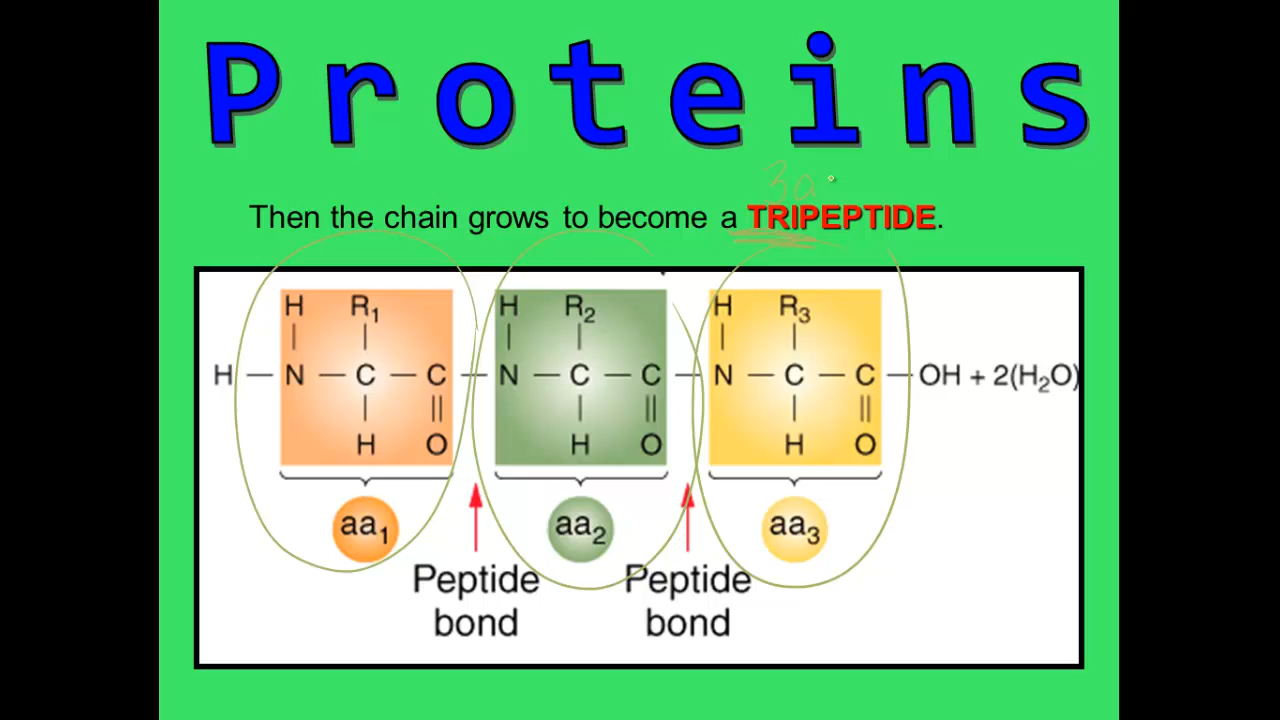 Proteins
3a
Then the chain grows to become a TRIPEPTIDE.
H R₁ H R₂ H R₃
H — N — C — C — N — C — C — N — C — C — OH + 2(H₂O)
H O H O H O
aa₁ aa₂ aa₃
Peptide Peptide
bond bond